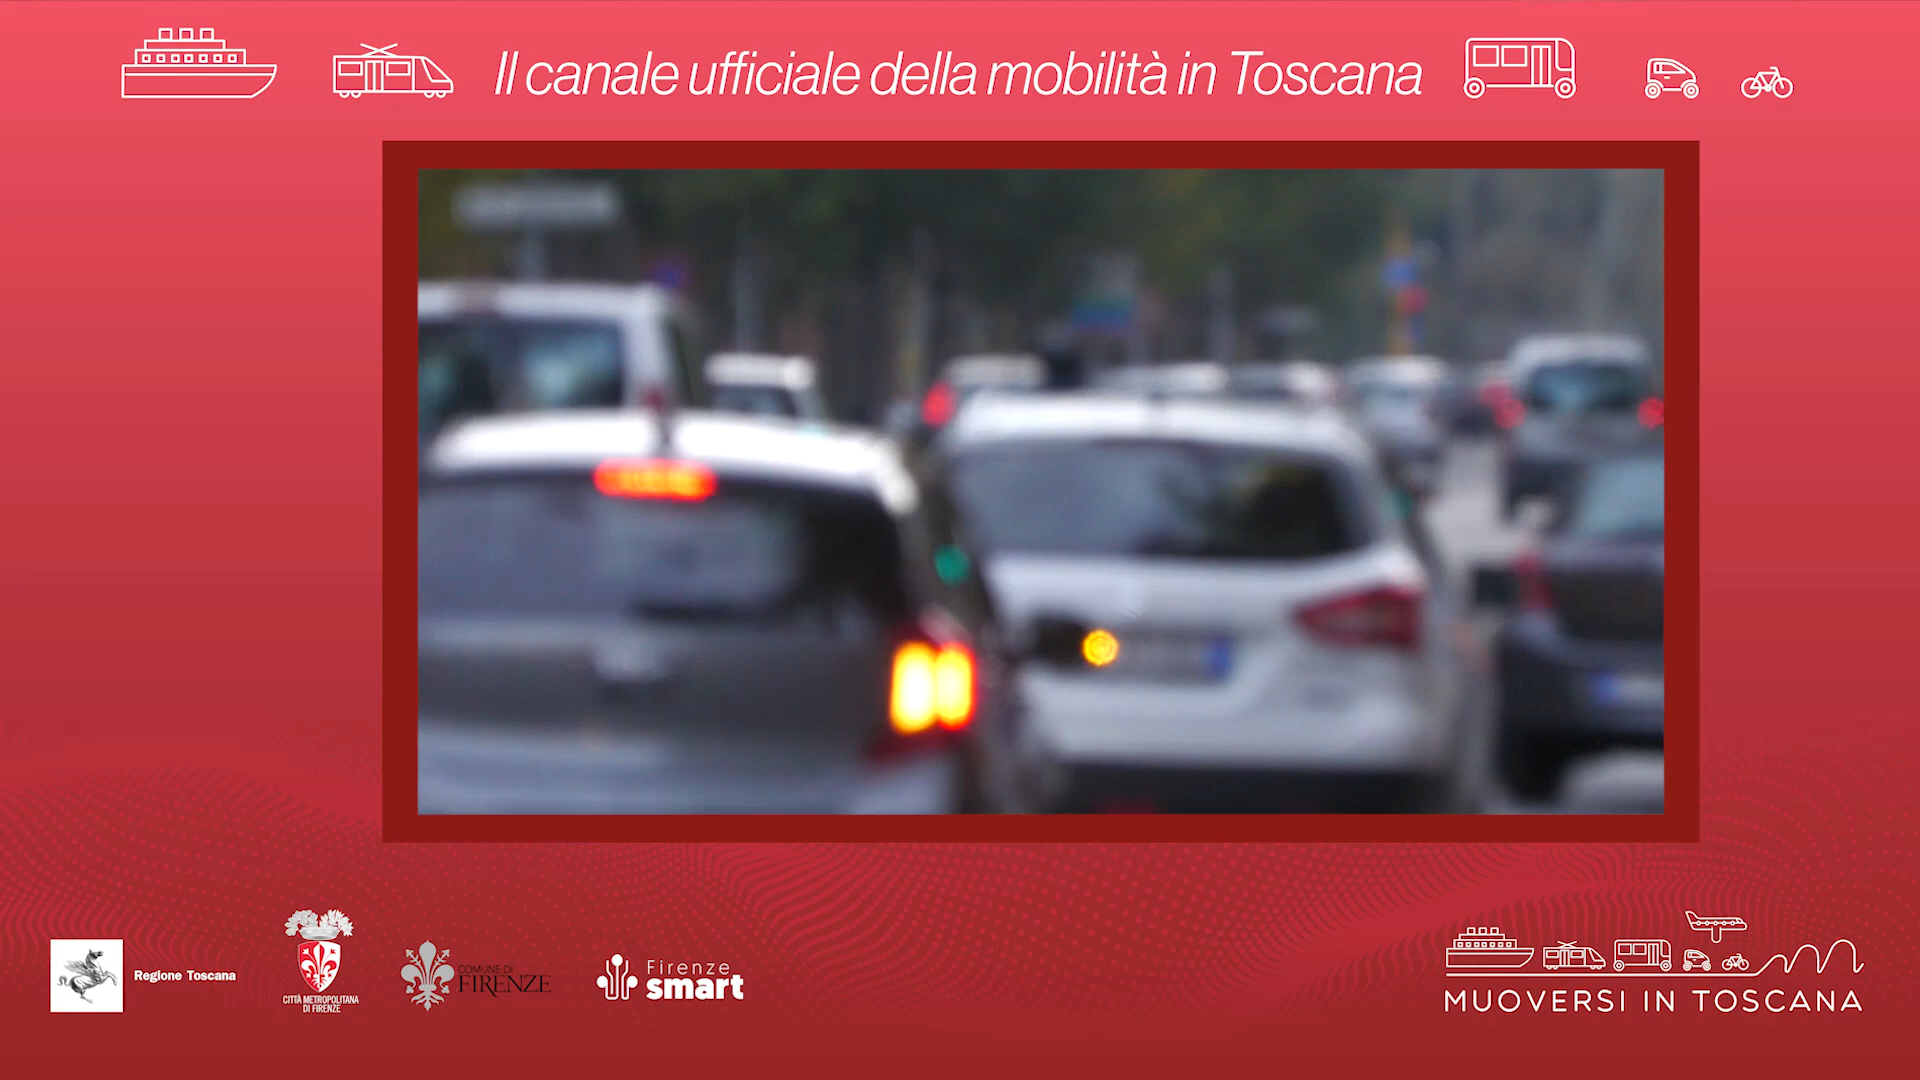 Il canale ufficiale della mobilità in Toscana
Regione Toscana
CITTÀ METROPOLITANA
DI FIRENZE
COMUNE DI
FIRENZE
Firenze
smart
MUOVERSI IN TOSCANA